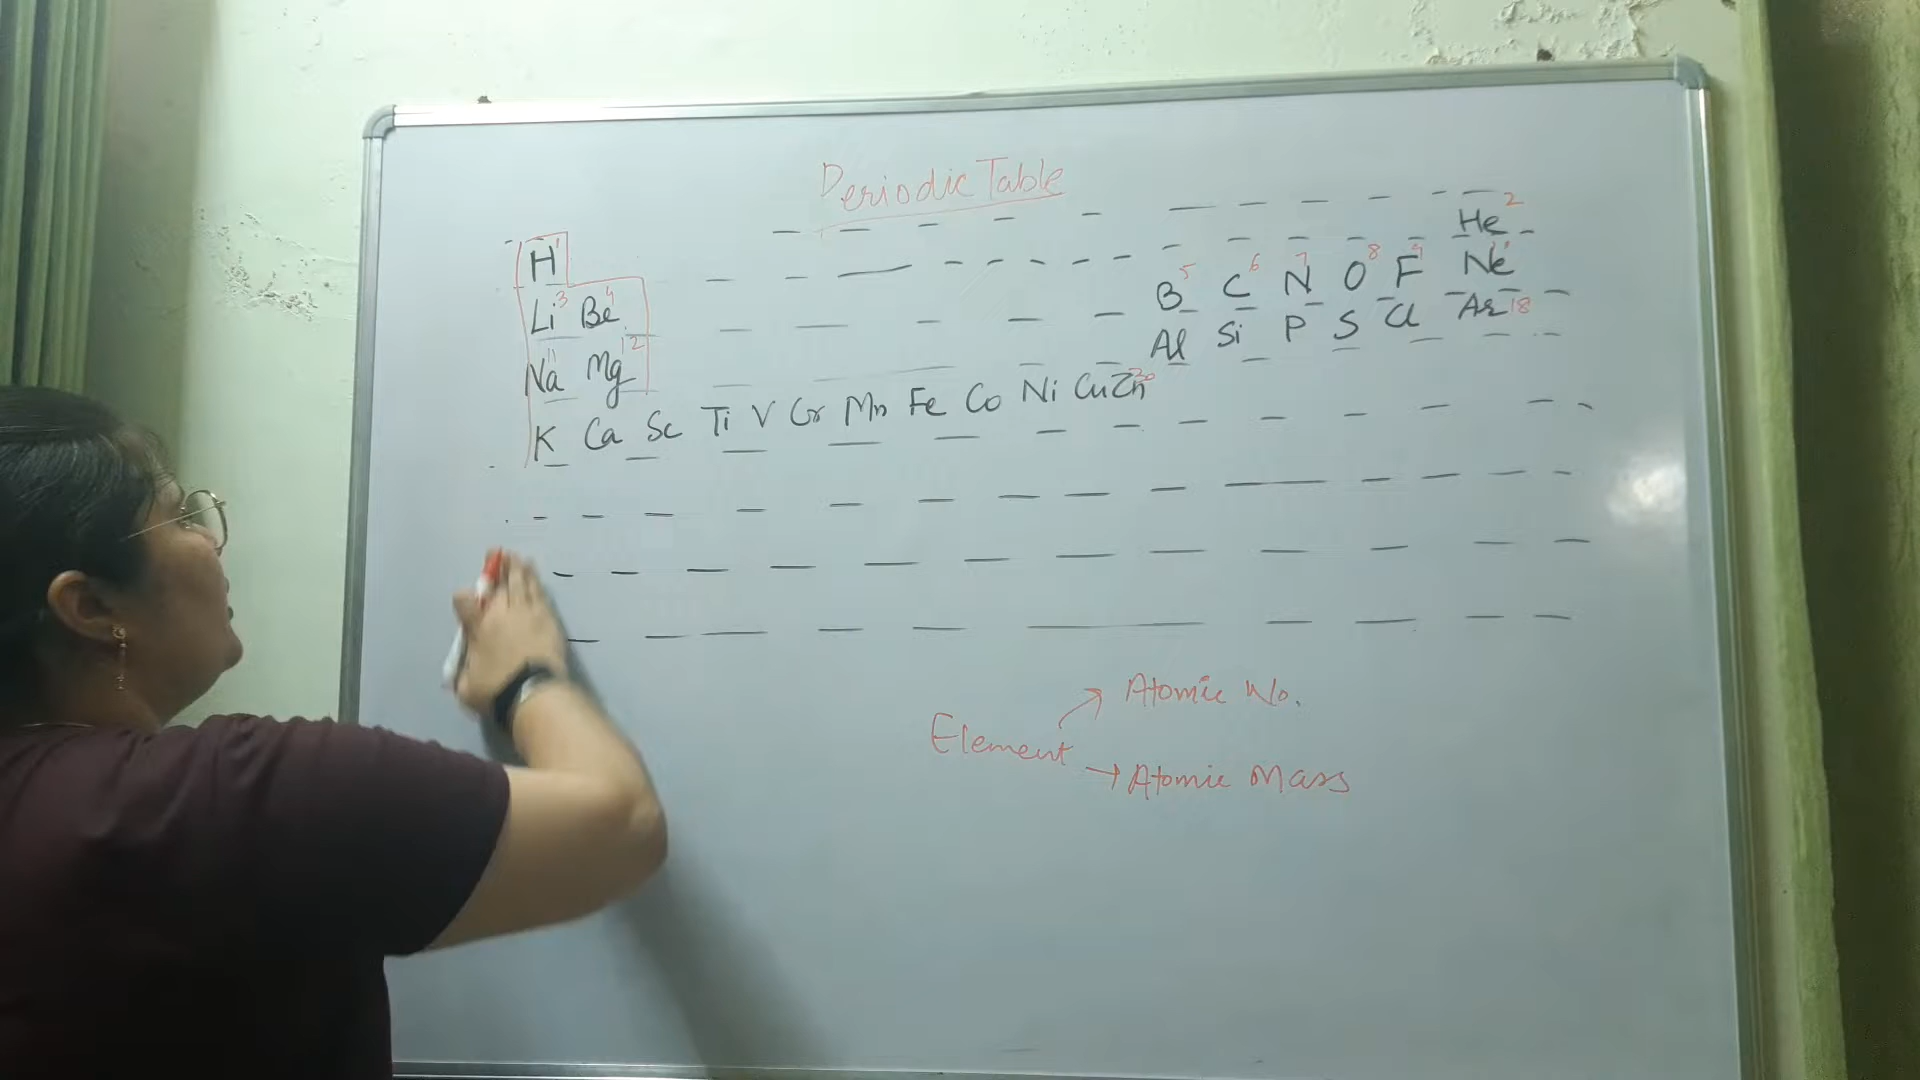 Periodic Table
H 1 He 2
Li 3 Be 4 B 5 C 6 N 7 O 8 F 9 Ne
Na 11 Mg 12 Al Si P S Cl Ar 18
K Ca Sc Ti V Cr Mn Fe Co Ni Cu Zn 30
Element → Atomic No.
→ Atomic Mass